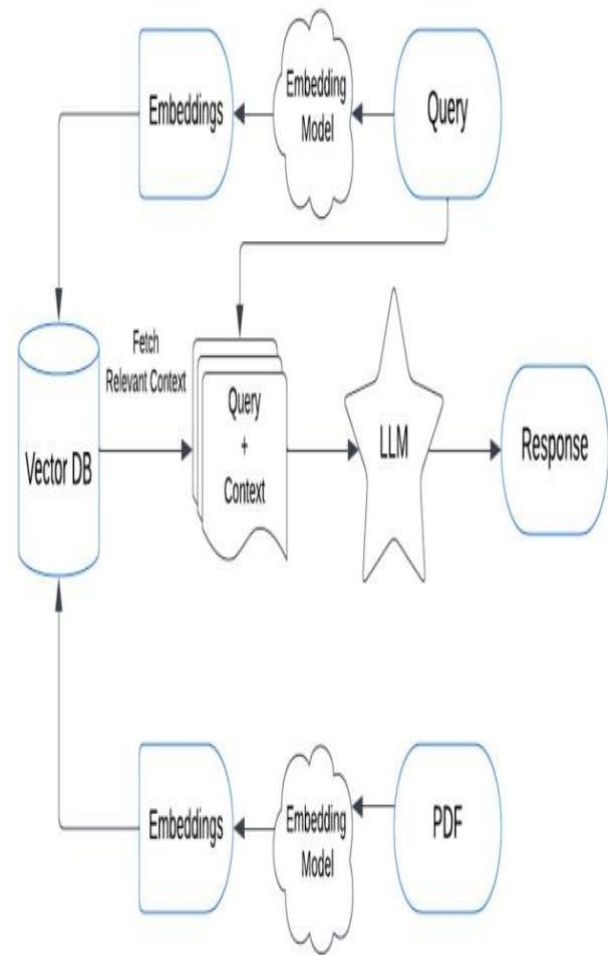 Embeddings
Embedding
Model
Query
Fetch
Relevant Context
Vector DB
Query
+
Context
LLM
Response
Embeddings
Embedding
Model
PDF